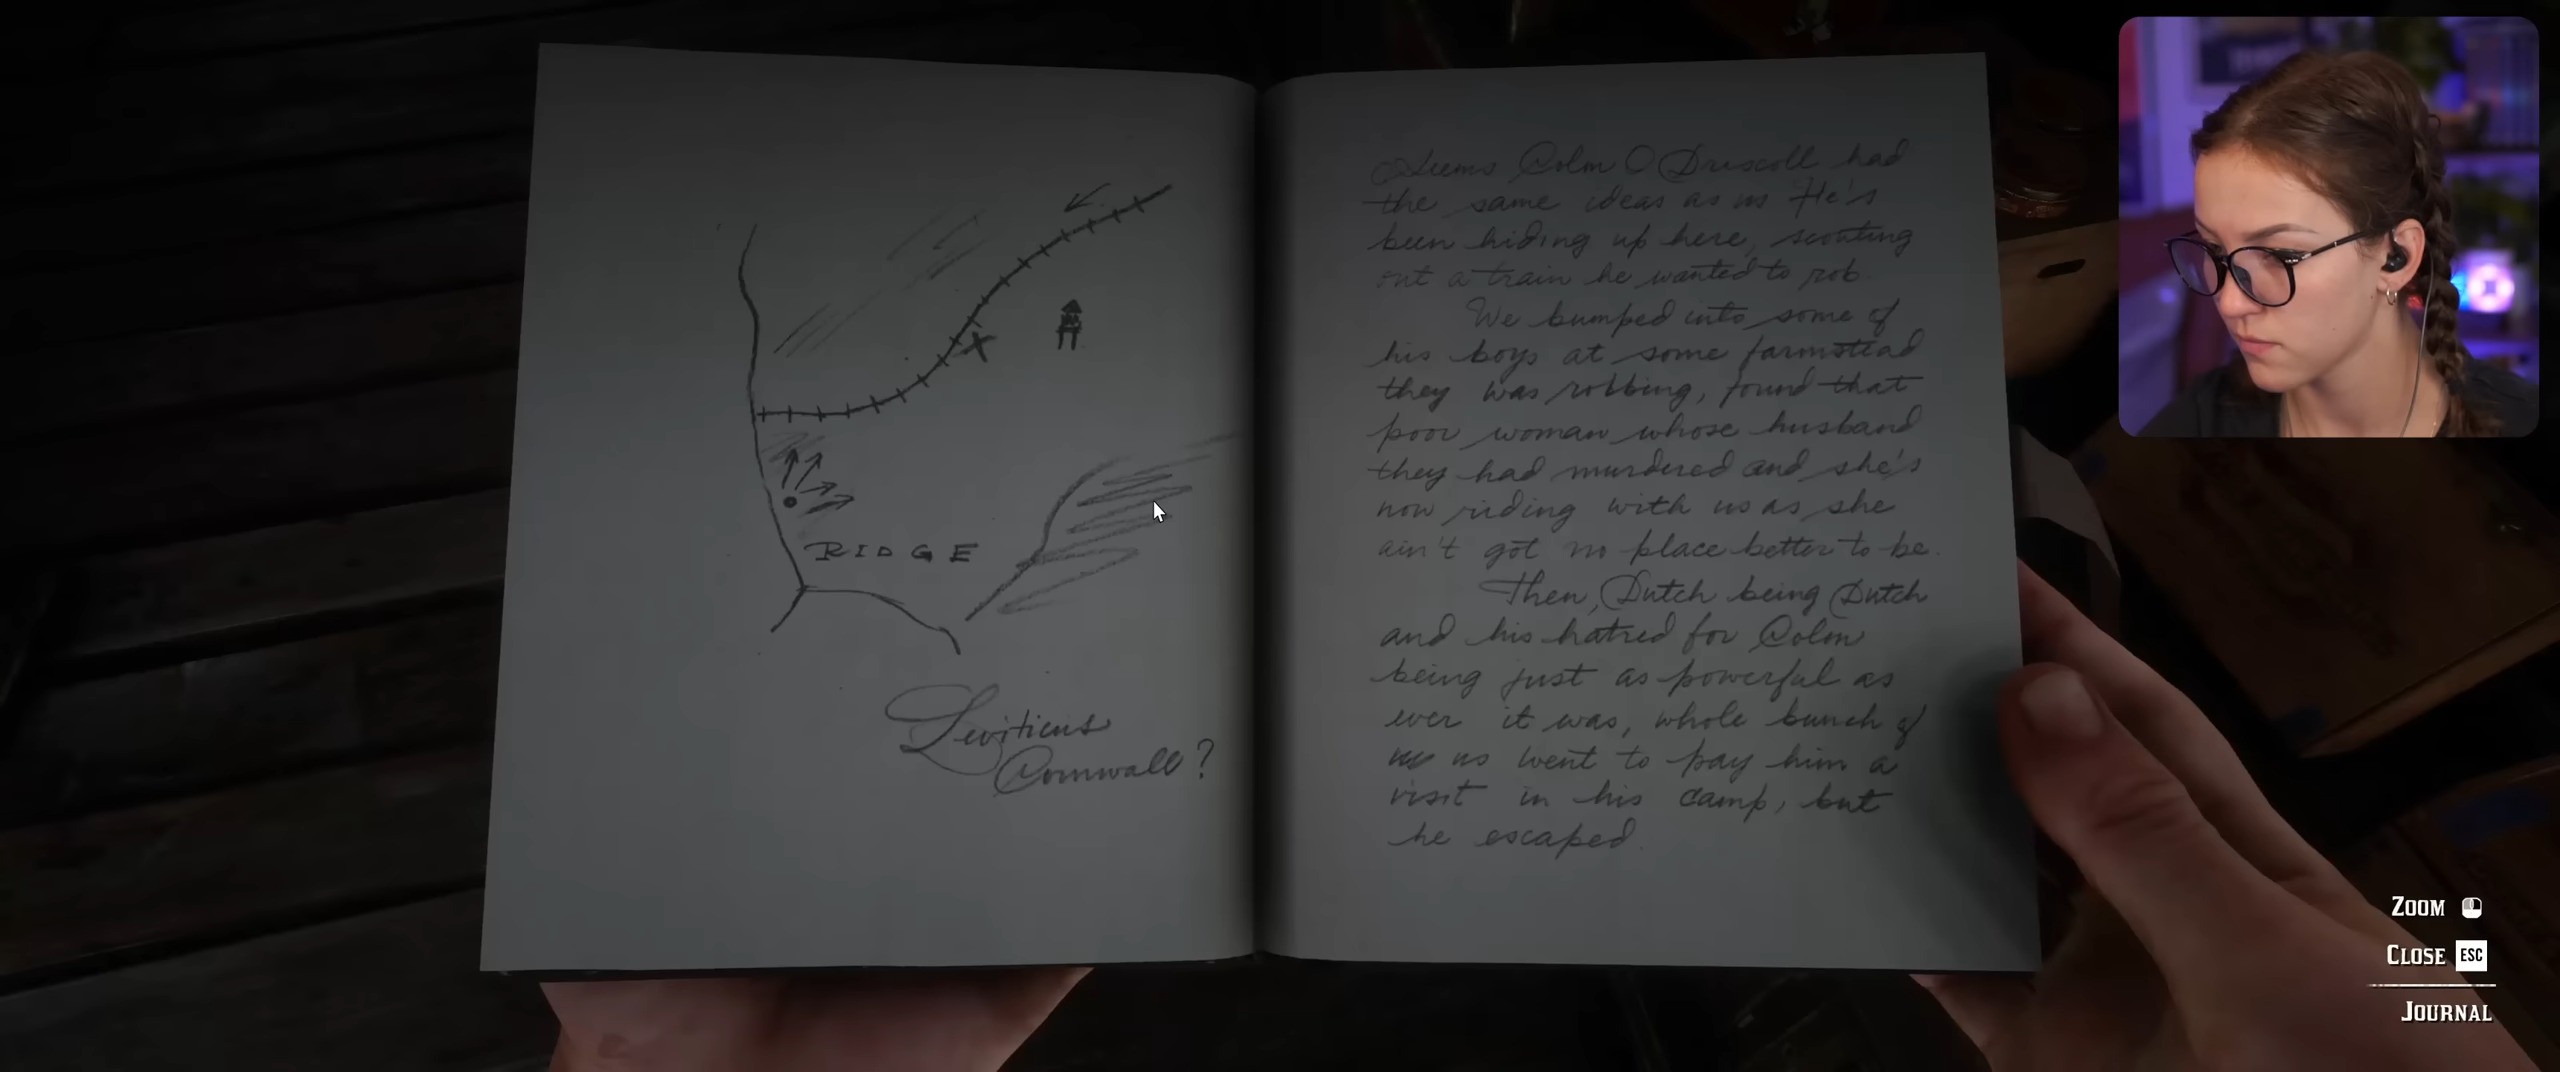 RIDGE
Leviticus
Cornwall?
Seems Colm O Driscoll had
the same ideas as us He's
been hiding up here, scouting
out a train he wanted to rob.
We bumped into some of
his boys at some farmstead
they was robbing, found that
poor woman whose husband
they had murdered and she's
now riding with us as she
ain't got no place better to be.
Then, Dutch being Dutch
and his hatred for Colm
being just as powerful as
ever it was, whole bunch of
us went to pay him a
visit in his camp, but
he escaped.
ZOOM
CLOSE ESC
JOURNAL